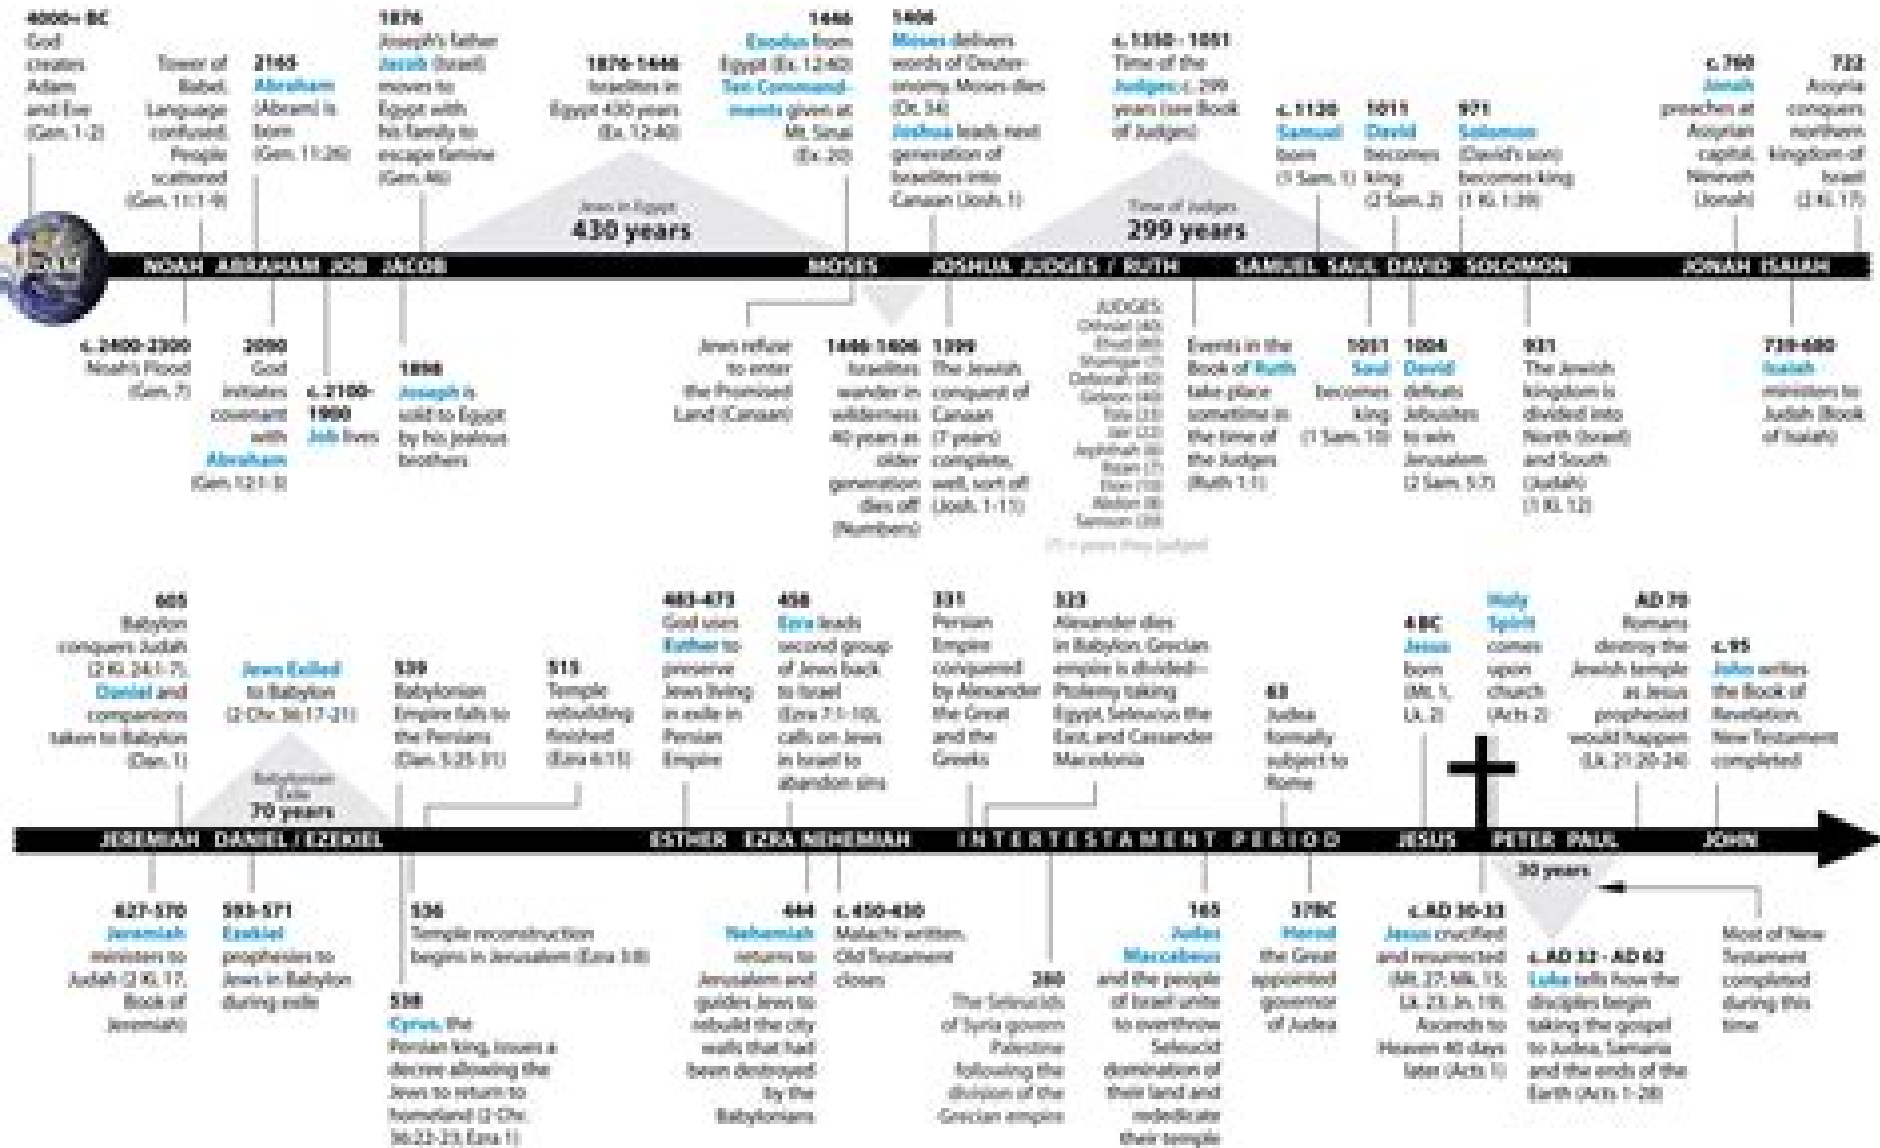 4000+ BC
God
creates
Adam
and Eve
(Gen. 1-2)
Tower of
Babel.
Language
confused.
People
scattered
(Gen. 11:1-9)
2165
Abraham
(Abram) is
born
(Gen. 11:26)
1876
Joseph's father
Jacob (Israel)
moves to
Egypt with
his family to
escape famine
(Gen. 46)
1876-1446
Israelites in
Egypt 430 years
(Ex. 12:40)
Jews in Egypt
430 years
1446
Exodus from
Egypt (Ex. 12:40)
Ten Command-
ments given at
Mt. Sinai
(Ex. 20)
1406
Moses delivers
words of Deuter-
onomy. Moses dies
(Dt. 34)
Joshua leads next
generation of
Israelites into
Canaan (Josh. 1)
c. 1350 - 1051
Time of the
Judges; c. 299
years (see Book
of Judges)
Time of Judges
299 years
c. 1120
Samuel
born
(1 Sam. 1)
1011
David
becomes
king
(2 Sam. 2)
971
Solomon
(David's son)
becomes king
(1 Ki. 1:39)
c. 760
Jonah
preaches at
Assyrian
capital,
Nineveh
(Jonah)
722
Assyria
conquers
northern
kingdom of
Israel
(2 Ki. 17)
NOAH ABRAHAM JOB JACOB MOSES JOSHUA JUDGES / RUTH SAMUEL SAUL DAVID SOLOMON JONAH ISAIAH
c. 2400-2300
Noah's Flood
(Gen. 7)
2090
God
initiates
covenant
with
Abraham
(Gen. 12:1-3)
c. 2100-
1900
Job lives
1898
Joseph is
sold to Egypt
by his jealous
brothers
Jews refuse
to enter
the Promised
Land (Canaan)
1446-1406
Israelites
wander in
wilderness
40 years as
older
generation
dies off
(Numbers)
1399
The Jewish
conquest of
Canaan
(7 years)
complete,
well, sort of!
(Josh. 1-11)
JUDGES:
Othniel (40)
Ehud (80)
Shamgar (?)
Deborah (40)
Gideon (40)
Tola (23)
Jair (22)
Jephthah (6)
Ibzan (7)
Elon (10)
Abdon (8)
Samson (20)
(?) = years they judged
Events in the
Book of Ruth
take place
sometime in
the time of
the Judges
(Ruth 1:1)
1051
Saul
becomes
king
(1 Sam. 10)
1004
David
defeats
Jebusites
to win
Jerusalem
(2 Sam. 5:7)
931
The Jewish
kingdom is
divided into
North (Israel)
and South
(Judah)
(1 Ki. 12)
739-680
Isaiah
ministers to
Judah (Book
of Isaiah)
605
Babylon
conquers Judah
(2 Ki. 24:1-7).
Daniel and
companions
taken to Babylon
(Dan. 1)
Jews Exiled
to Babylon
(2 Chr. 36:17-21)
Babylonian
Exile
70 years
539
Babylonian
Empire falls to
the Persians
(Dan. 5:25-31)
515
Temple
rebuilding
finished
(Ezra 6:15)
483-473
God uses
Esther to
preserve
Jews living
in exile in
Persian
Empire
458
Ezra leads
second group
of Jews back
to Israel
(Ezra 7:1-10),
calls on Jews
in Israel to
abandon sins
331
Persian
Empire
conquered
by Alexander
the Great
and the
Greeks
323
Alexander dies
in Babylon. Grecian
empire is divided—
Ptolemy taking
Egypt, Seleucus the
East, and Cassander
Macedonia
63
Judea
formally
subject to
Rome
4 BC
Jesus
born
(Mt. 1,
Lk. 2)
Holy
Spirit
comes
upon
church
(Acts 2)
AD 70
Romans
destroy the
Jewish temple
as Jesus
prophesied
would happen
(Lk. 21:20-24)
c. 95
John writes
the Book of
Revelation.
New Testament
completed
JEREMIAH DANIEL / EZEKIEL ESTHER EZRA NEHEMIAH INTERTESTAMENT PERIOD JESUS PETER PAUL JOHN
30 years
627-570
Jeremiah
ministers to
Judah (2 Ki. 17,
Book of
Jeremiah)
593-571
Ezekiel
prophesies to
Jews in Babylon
during exile
536
Temple reconstruction
begins in Jerusalem (Ezra 3:8)
538
Cyrus, the
Persian king, issues a
decree allowing the
Jews to return to
homeland (2 Chr.
36:22-23, Ezra 1)
444
Nehemiah
returns to
Jerusalem and
guides Jews to
rebuild the city
walls that had
been destroyed
by the
Babylonians
c. 450-430
Malachi written.
Old Testament
closes
280
The Seleucids
of Syria govern
Palestine
following the
division of the
Grecian empire
165
Judas
Maccabeus
and the people
of Israel unite
to overthrow
Seleucid
domination of
their land and
rededicate
their temple
37BC
Herod
the Great
appointed
governor
of Judea
c. AD 30-33
Jesus crucified
and resurrected
(Mt. 27; Mk. 15;
Lk. 23; Jn. 19).
Ascends to
Heaven 40 days
later (Acts 1)
c. AD 32 - AD 62
Luke tells how the
disciples begin
taking the gospel
to Judea, Samaria
and the ends of the
Earth (Acts 1-28)
Most of New
Testament
completed
during this
time